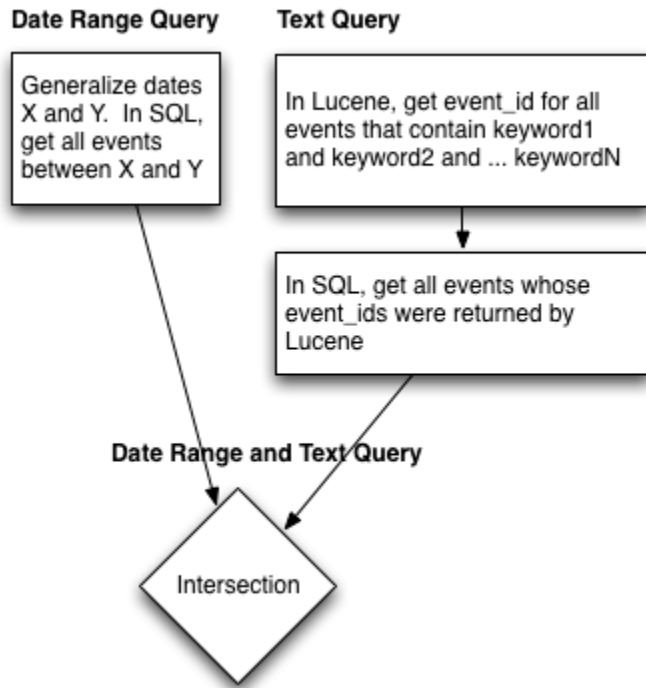 Date Range Query
Generalize dates
X and Y.  In SQL,
get all events
between X and Y
Text Query
In Lucene, get event_id for all
events that contain keyword1
and keyword2 and ... keywordN
In SQL, get all events whose
event_ids were returned by
Lucene
Date Range and Text Query
Intersection